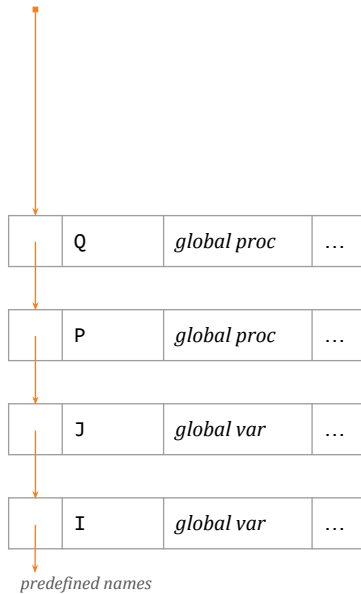 Q global proc ...
P global proc ...
J global var ...
I global var ...
predefined names